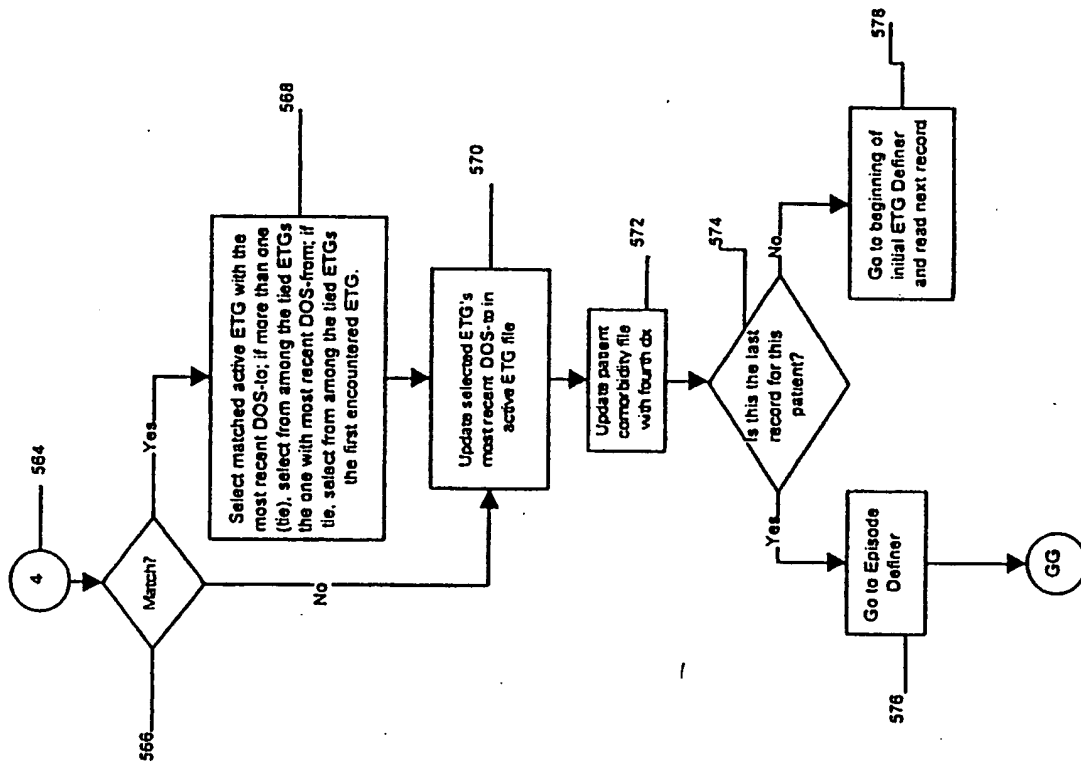 4
564
Match?
566
Yes
Select matched active ETG with the
most recent DOS-to; if more than one
(tie), select from among the tied ETGs
the one with most recent DOS-from; if
tie, select from among the tied ETGs
the first encountered ETG.
568
No
Update selected ETG's
most recent DOS-to in
active ETG file
570
Update patient
comorbidity file
with fourth dx
572
574
Is this the last
record for this
patient?
Yes
No
Go to Episode
Definer
576
Go to beginning of
initial ETG Definer
and read next record
578
GG